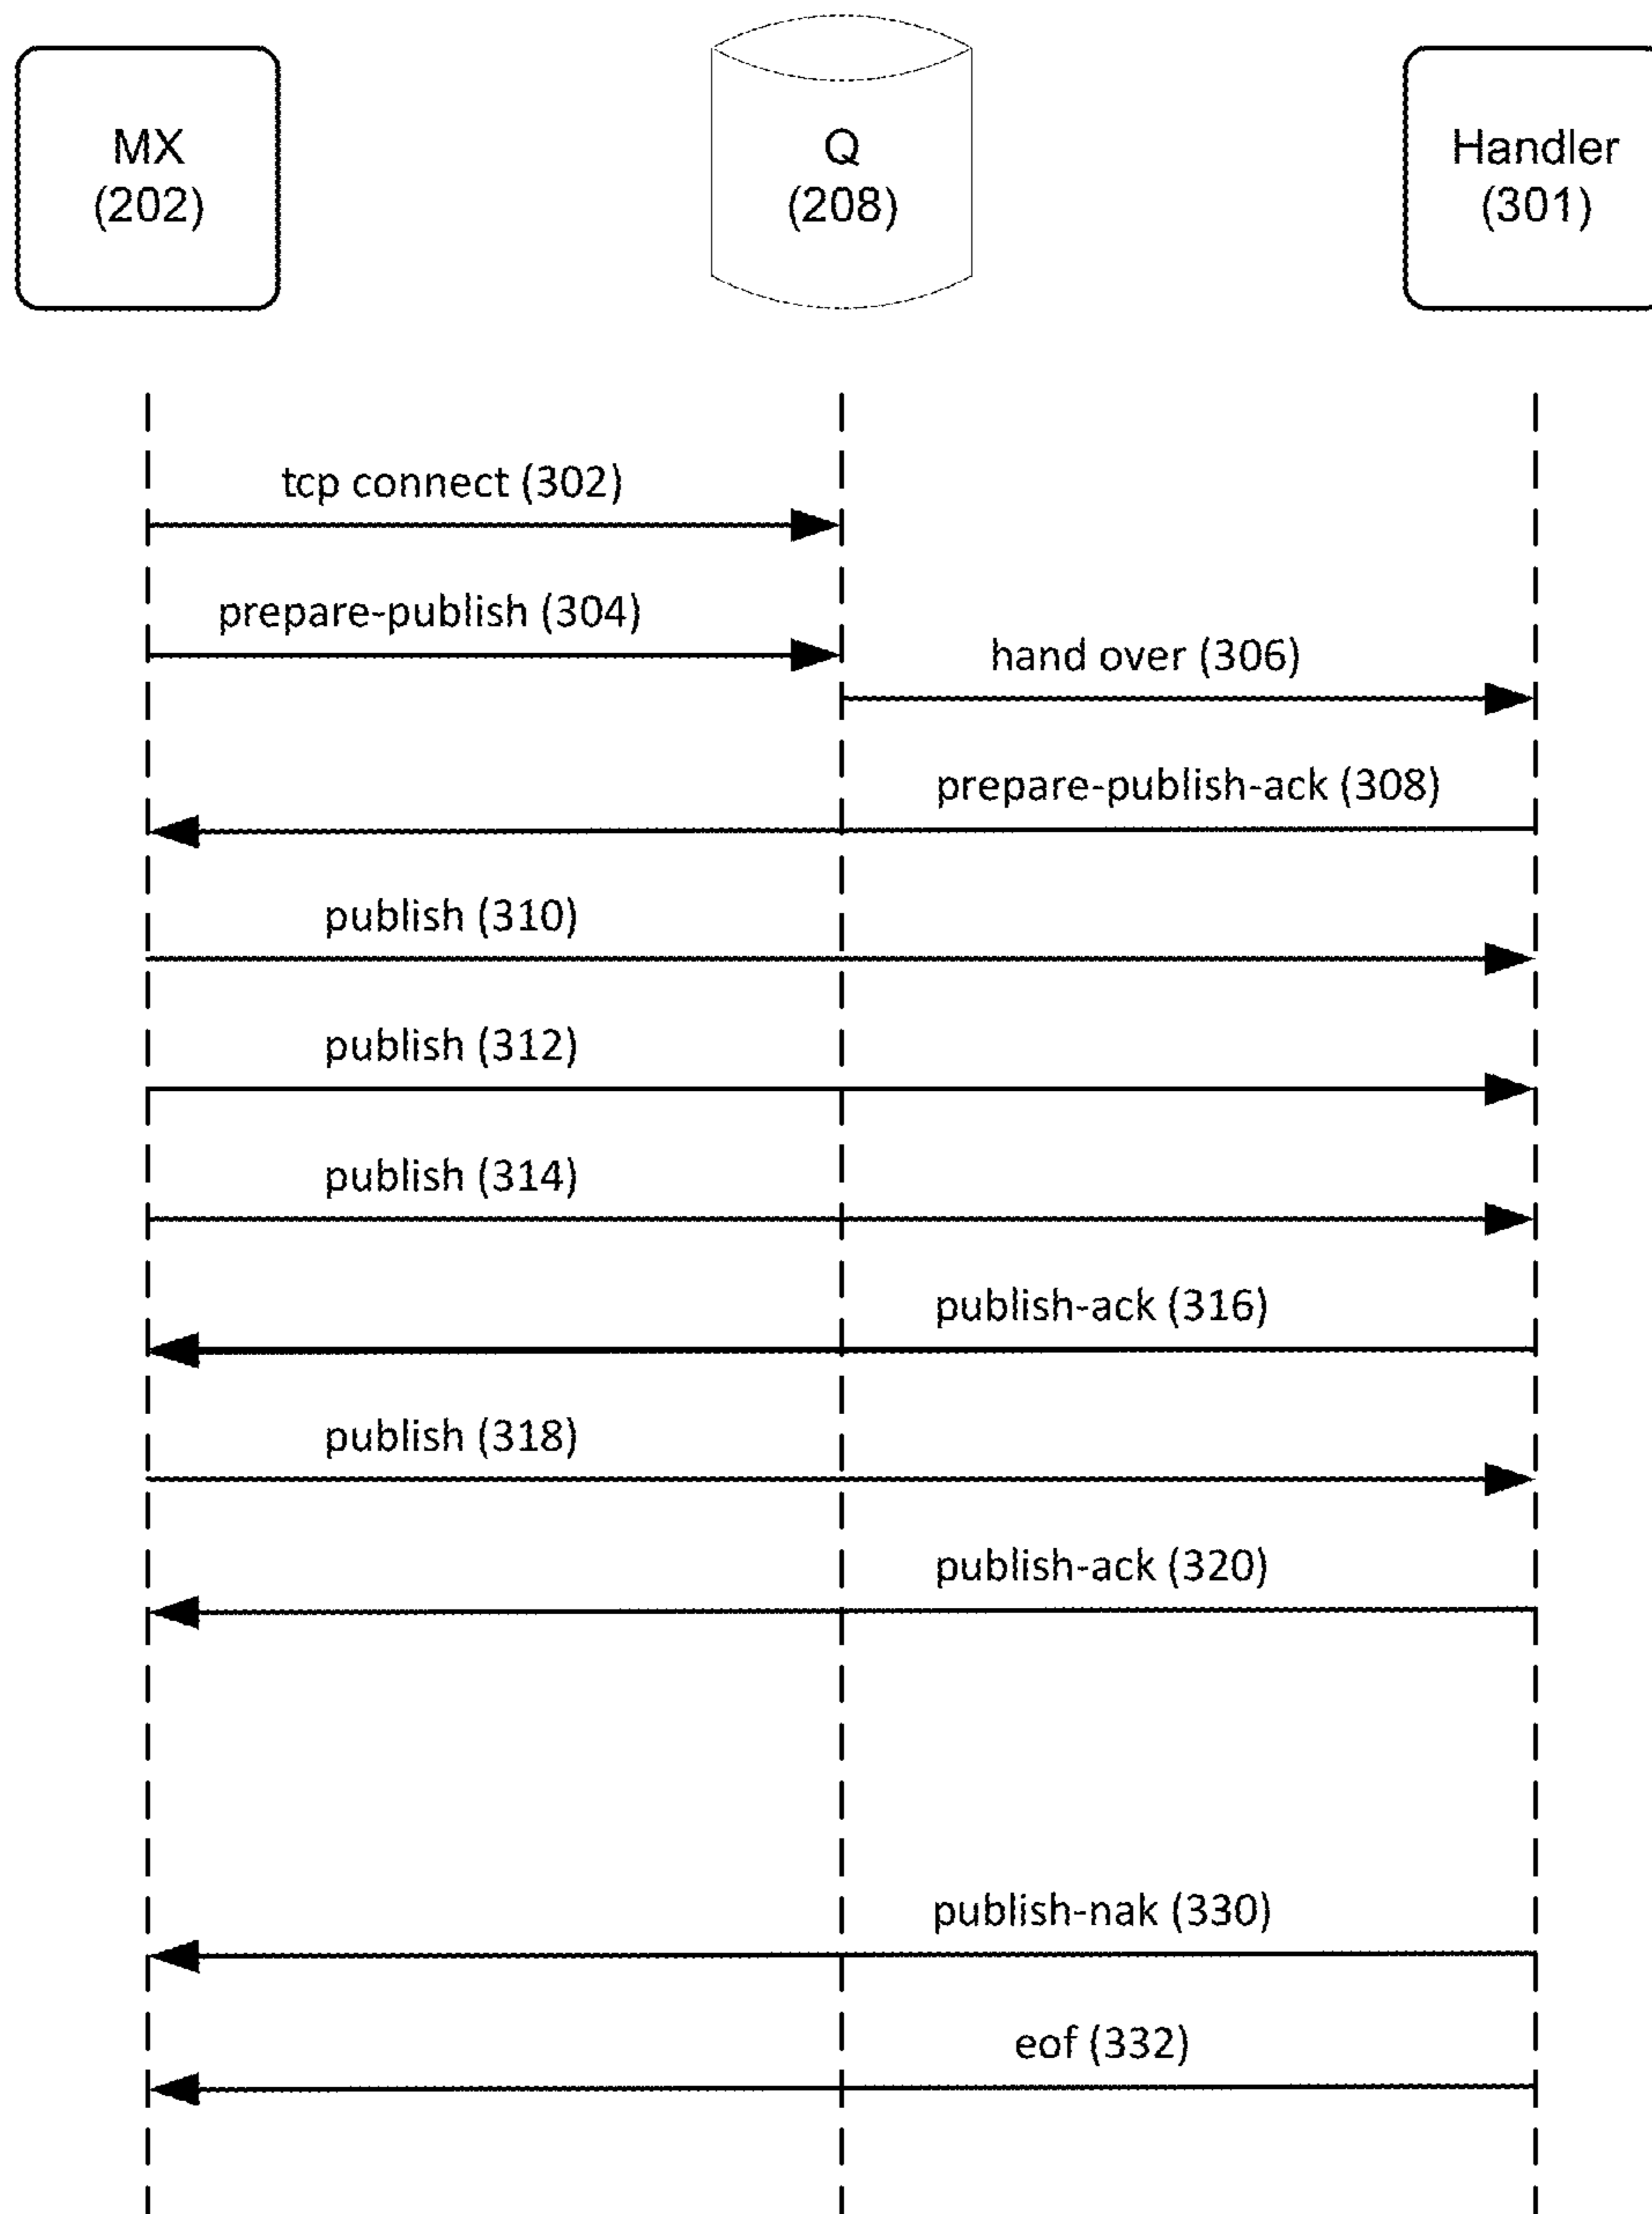 MX
(202)
Q
(208)
Handler
(301)
tcp connect (302)
prepare-publish (304)
hand over (306)
prepare-publish-ack (308)
publish (310)
publish (312)
publish (314)
publish-ack (316)
publish (318)
publish-ack (320)
publish-nak (330)
eof (332)